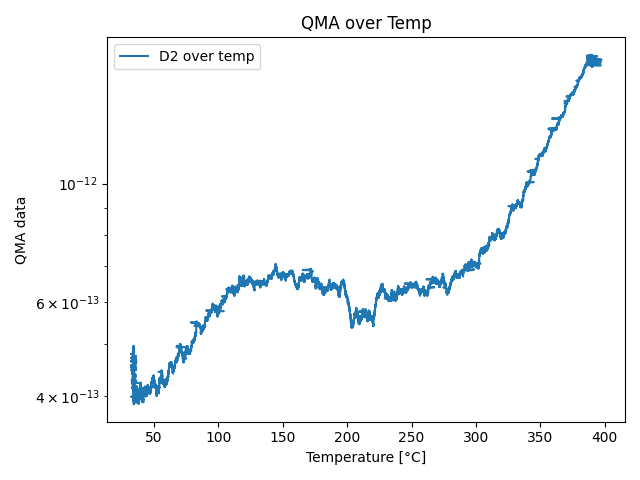 QMA over Temp
D2 over temp
QMA data
10⁻¹²
6 × 10⁻¹³
4 × 10⁻¹³
50 100 150 200 250 300 350 400
Temperature [°C]